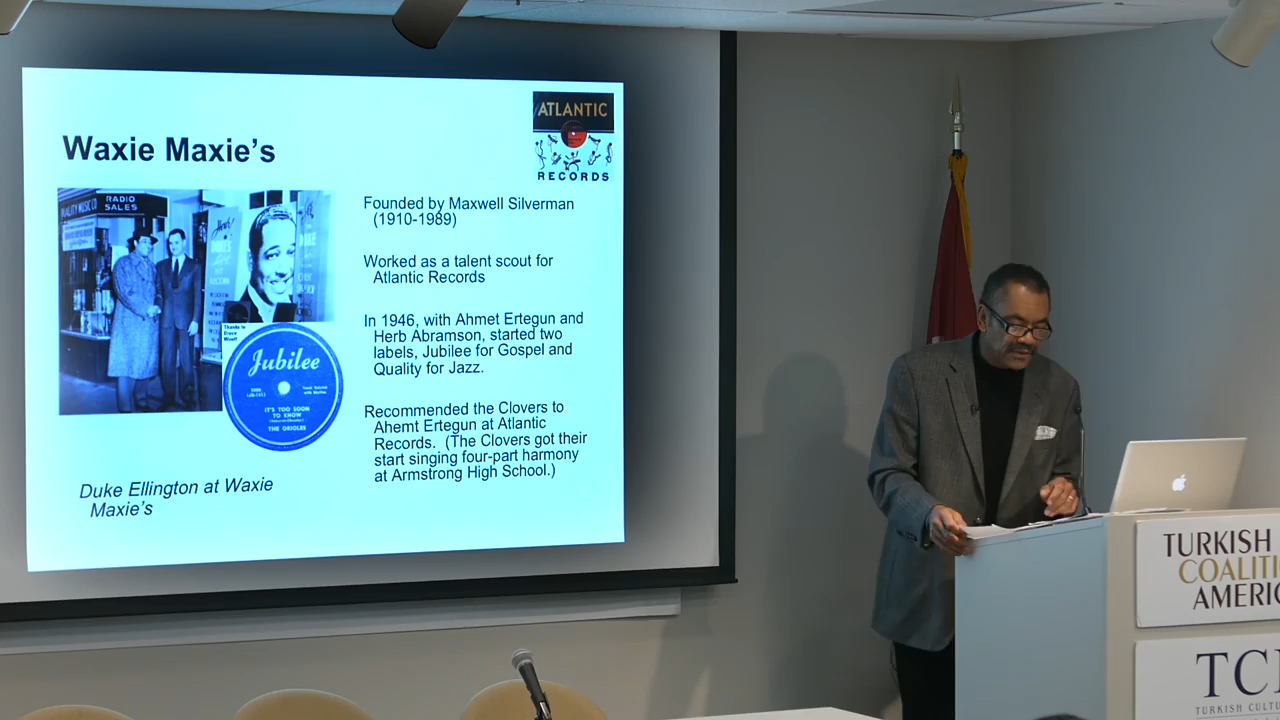 Waxie Maxie's
ATLANTIC
RECORDS
Founded by Maxwell Silverman
(1910-1989)
Worked as a talent scout for
Atlantic Records
In 1946, with Ahmet Ertegun and
Herb Abramson, started two
labels, Jubilee for Gospel and
Quality for Jazz.
Recommended the Clovers to
Ahemt Ertegun at Atlantic
Records. (The Clovers got their
start singing four-part harmony
at Armstrong High School.)
RADIO
SALES
Thanks to
Jubilee
IT'S TOO SOON
TO KNOW
THE ORIOLES
Duke Ellington at Waxie
Maxie's
TURKISH
COALITI
AMERIC
TC
TURKISH CULT